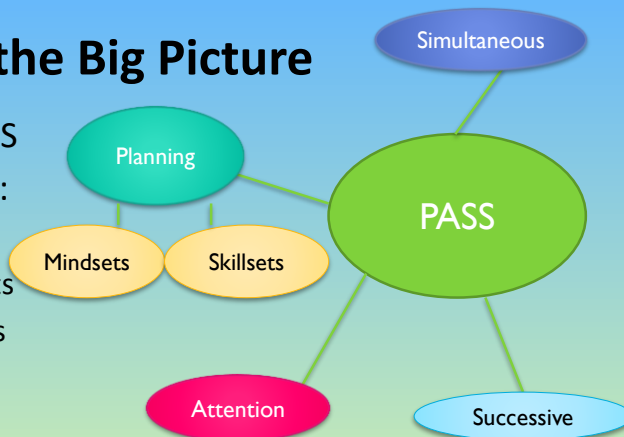 the Big Picture
Simultaneous
S
Planning
:
PASS
Mindsets
Skillsets
s
s
Attention
Successive